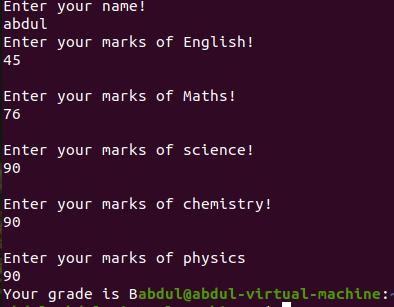 Enter your name!
abdul
Enter your marks of English!
45
Enter your marks of Maths!
76
Enter your marks of science!
90
Enter your marks of chemistry!
90
Enter your marks of physics
90
Your grade is Babdul@abdul-virtual-machine: